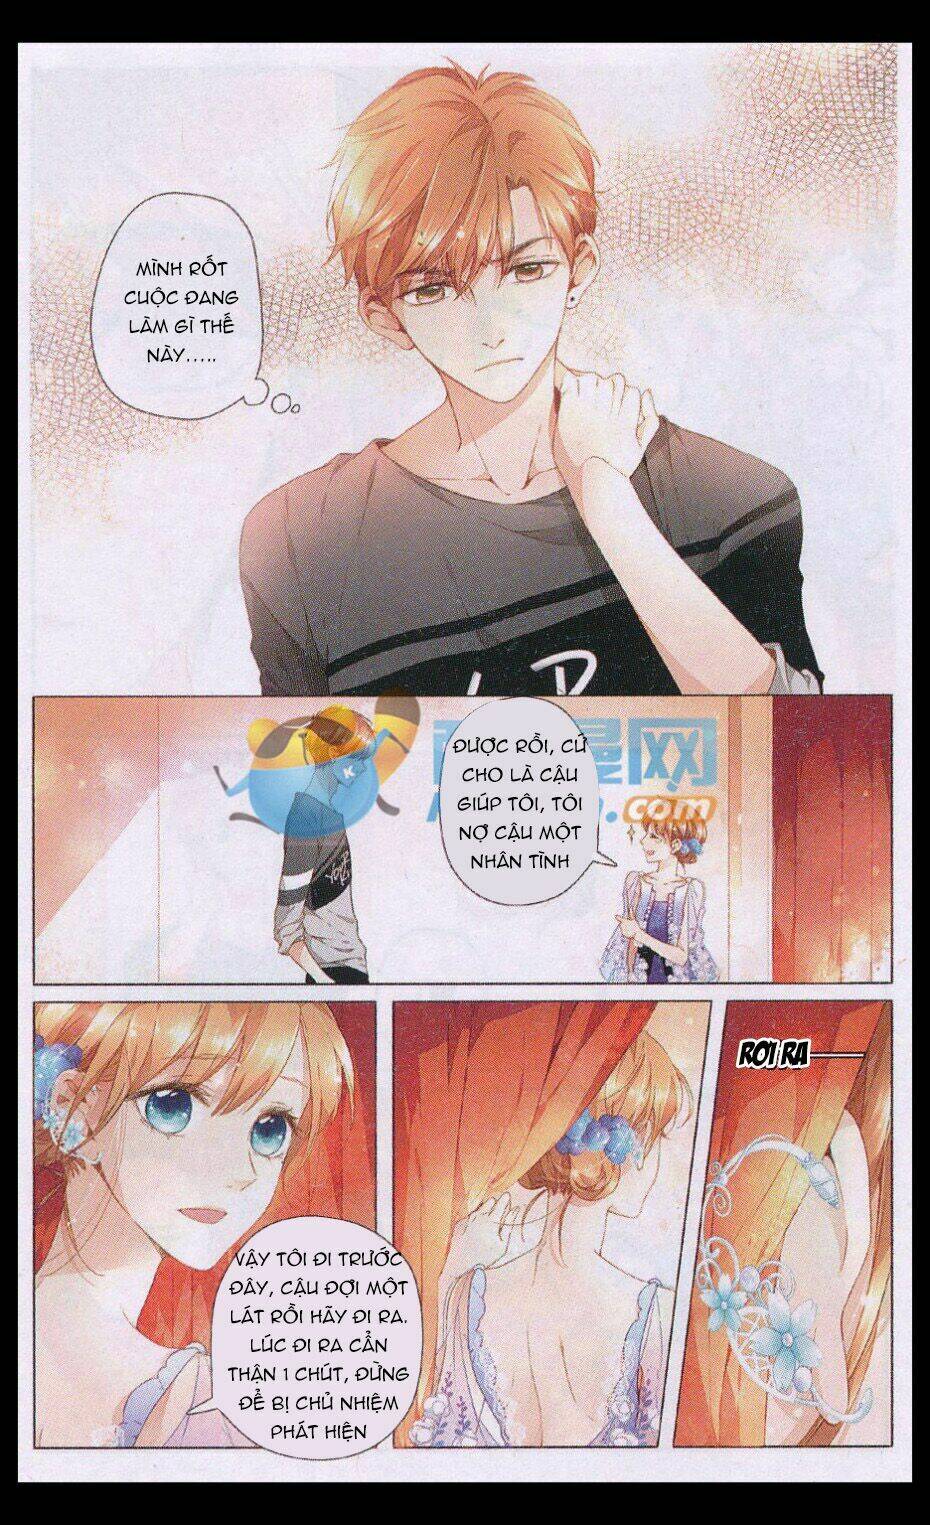 MÌNH RỐT
CUỘC ĐANG
LÀM GÌ THẾ
NÀY.....
ĐƯỢC RỒI, CỨ
CHO LÀ CẬU
GIÚP TÔI, TÔI
NỢ CẬU MỘT
NHÂN TÌNH
网
.com
K
RƠI RA
VẬY TÔI ĐI TRƯỚC
ĐÂY, CẬU ĐỢI MỘT
LÁT RỒI HÃY ĐI RA.
LÚC ĐI RA CẨN
THẬN 1 CHÚT, ĐỪNG
ĐỂ BỊ CHỦ NHIỆM
PHÁT HIỆN